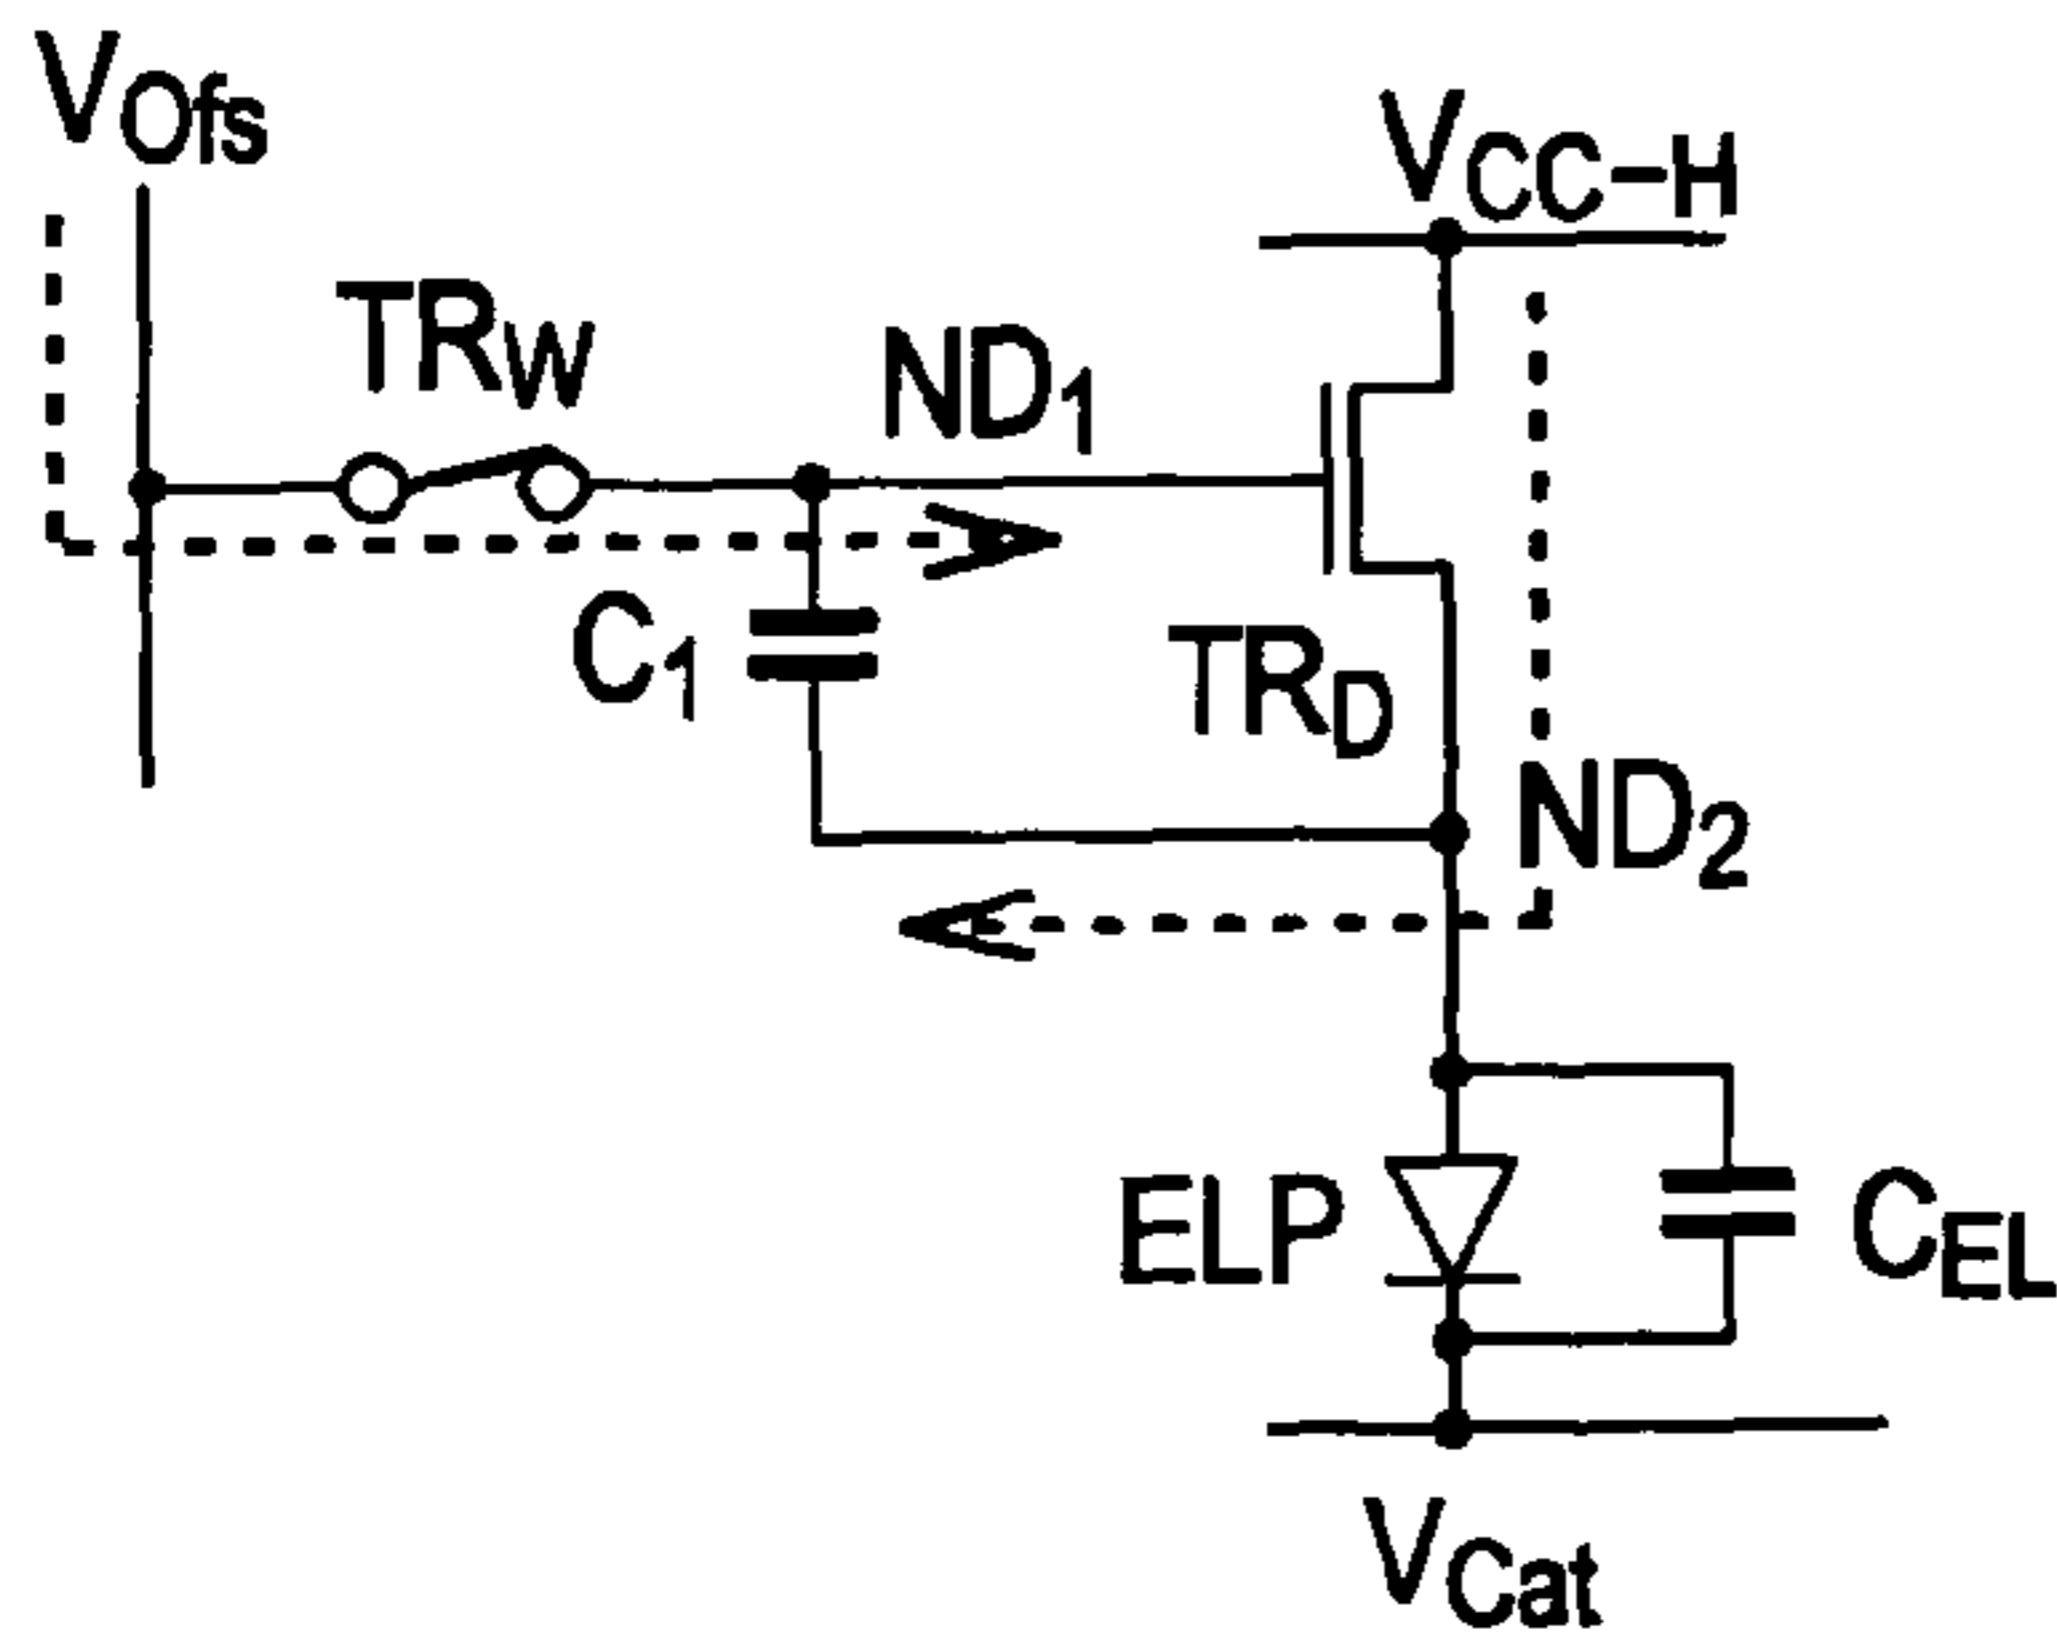 VOfs
VCC-H
TRW
ND1
C1
TRD
ND2
ELP
CEL
VCat